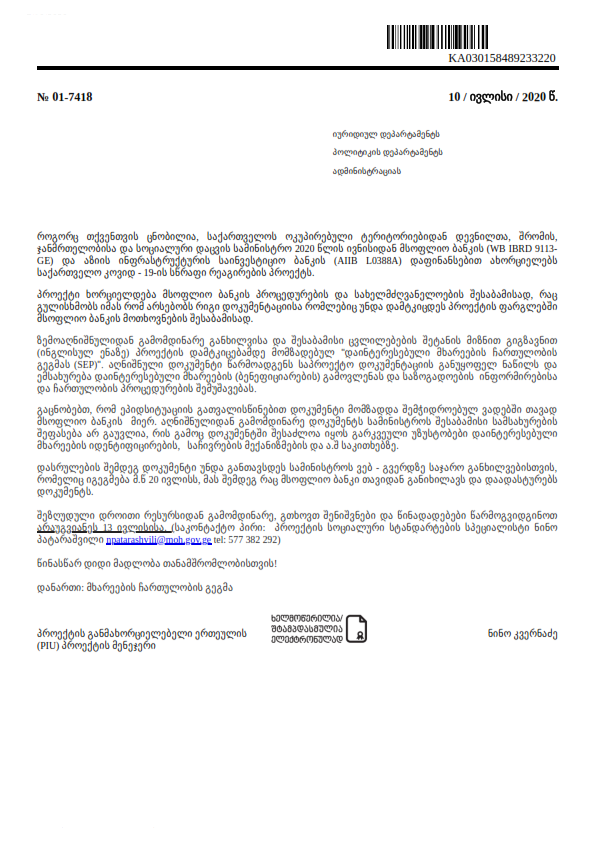 KA030158489233220
№ 01-7418
10 / ივლისი / 2020 წ.
იურიდიულ დეპარტამენტს
პოლიტიკის დეპარტამენტს
ადმინისტრაციას
როგორც თქვენთვის ცნობილია, საქართველოს ოკუპირებული ტერიტორიებიდან დევნილთა, შრომის,
ჯანმრთელობისა და სოციალური დაცვის სამინისტრო 2020 წლის ივნისიდან მსოფლიო ბანკის (WB IBRD 9113-
GE) და აზიის ინფრასტრუქტურის საინვესტიციო ბანკის (AIIB L0388A) დაფინანსებით ახორციელებს
საქართველო კოვიდ - 19-ის სწრაფი რეაგირების პროექტს.
პროექტი ხორციელდება მსოფლიო ბანკის პროცედურების და სახელმძღვანელოების შესაბამისად, რაც
გულისხმობს იმას რომ არსებობს რიგი დოკუმენტაციისა რომლებიც უნდა დამტკიცდეს პროექტის ფარგლებში
მსოფლიო ბანკის მოთხოვნების შესაბამისად.
ზემოაღნიშნულიდან გამომდინარე განხილვისა და შესაბამისი ცვლილებების შეტანის მიზნით გიგზავნით
(ინგლისულ ენაზე) პროექტის დამტკიცებამდე მომზადებულ "დაინტერესებული მხარეების ჩართულობის
გეგმას (SEP)". აღნიშნული დოკუმენტი წარმოადგენს საპროექტო დოკუმენტაციის განუყოფელ ნაწილს და
ემსახურება დაინტერესებული მხარეების (ბენეფიციარების) გამოვლენას და საზოგადოების ინფორმირებისა
და ჩართულობის პროცედურების შემუშავებას.
გაცნობებთ, რომ ეპიდსიტუაციის გათვალისწინებით დოკუმენტი მომზადდა შემჭიდროებულ ვადებში თავად
მსოფლიო ბანკის მიერ. აღნიშნულიდან გამომდინარე დოკუმენტს სამინისტროს შესაბამისი სამსახურების
შეფასება არ გაუვლია, რის გამოც დოკუმენტში შესაძლოა იყოს გარკვეული უზუსტობები დაინტერესებული
მხარეების იდენტიფიცირების, საჩივრების მექანიზმების და ა.შ საკითხებზე.
დასრულების შემდეგ დოკუმენტი უნდა განთავსდეს სამინისტროს ვებ - გვერდზე საჯარო განხილვებისთვის,
რომელიც იგეგმება მ.წ 20 ივლისს, მას შემდეგ რაც მსოფლიო ბანკი თავიდან განიხილავს და დაადასტურებს
დოკუმენტს.
შეზღუდული დროითი რესურსიდან გამომდინარე, გთხოვთ შენიშვნები და წინადადებები წარმოგვიდგინოთ
არაუგვიანეს 13 ივლისისა. (საკონტაქტო პირი: პროექტის სოციალური სტანდარტების სპეციალისტი ნინო
პატარაშვილი npatarashvili@moh.gov.ge tel: 577 382 292)
წინასწარ დიდი მადლობა თანამშრომლობისთვის!
დანართი: მხარეების ჩართულობის გეგმა
პროექტის განმახორციელებელი ერთეულის
(PIU) პროექტის მენეჯერი
ხელმოწერილია/
შტამპდასმულია
ელექტრონულად
ნინო კვერნაძე